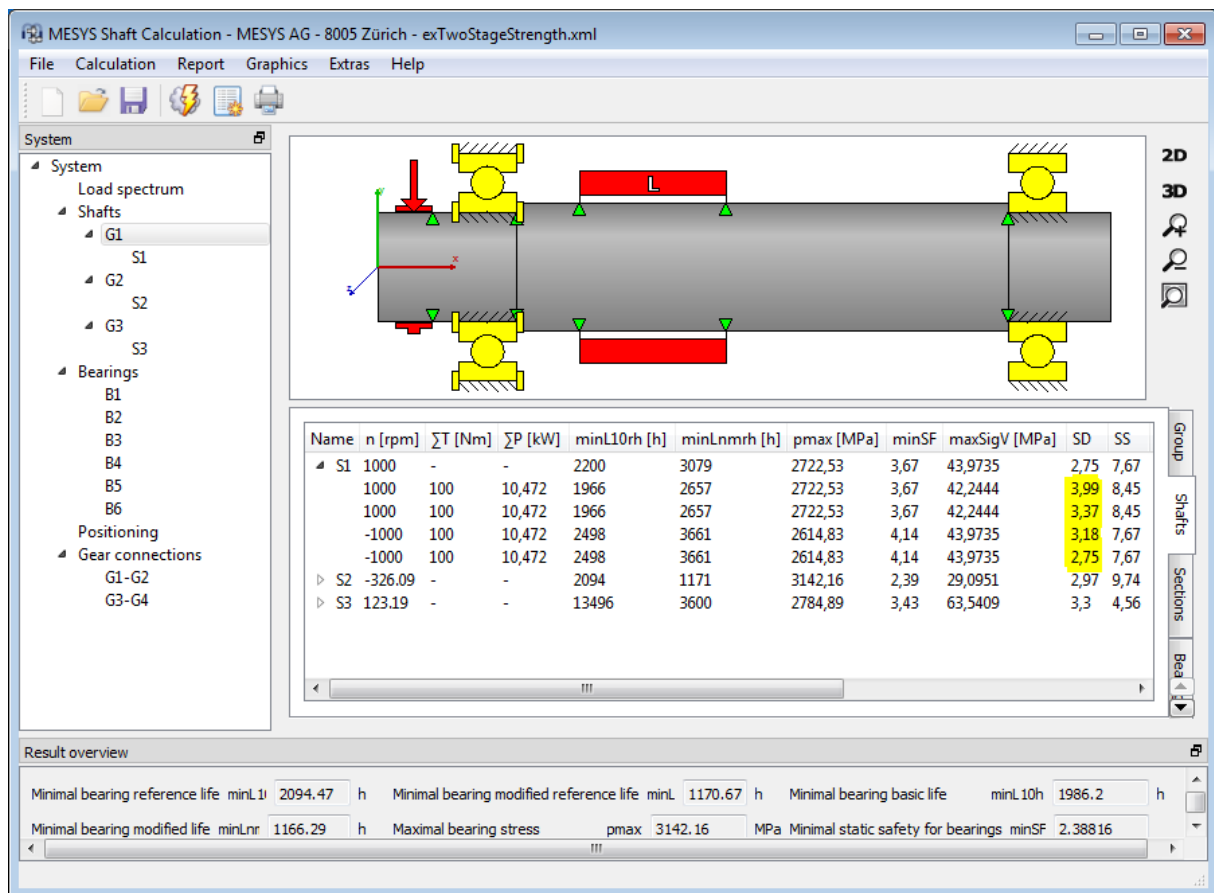 MESYS Shaft Calculation - MESYS AG - 8005 Zürich - exTwoStageStrength.xml
File Calculation Report Graphics Extras Help
System
System
Load spectrum
Shafts
G1
S1
G2
S2
G3
S3
Bearings
B1
B2
B3
B4
B5
B6
Positioning
Gear connections
G1-G2
G3-G4
L
y
x
z
2D
3D
Name n [rpm] ∑T [Nm] ∑P [kW] minL10rh [h] minLnmrh [h] pmax [MPa] minSF maxSigV [MPa] SD SS
S1 1000 - - 2200 3079 2722,53 3,67 43,9735 2,75 7,67
1000 100 10,472 1966 2657 2722,53 3,67 42,2444 3,99 8,45
1000 100 10,472 1966 2657 2722,53 3,67 42,2444 3,37 8,45
-1000 100 10,472 2498 3661 2614,83 4,14 43,9735 3,18 7,67
-1000 100 10,472 2498 3661 2614,83 4,14 43,9735 2,75 7,67
S2 -326.09 - - 2094 1171 3142,16 2,39 29,0951 2,97 9,74
S3 123.19 - - 13496 3600 2784,89 3,43 63,5409 3,3 4,56
Group
Shafts
Sections
Bea
Result overview
Minimal bearing reference life minL1 2094.47 h Minimal bearing modified reference life minL 1170.67 h Minimal bearing basic life minL10h 1986.2 h
Minimal bearing modified life minLnr 1166.29 h Maximal bearing stress pmax 3142.16 MPa Minimal static safety for bearings minSF 2.38816